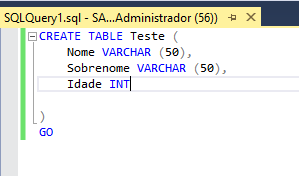 SQLQuery1.sql - SA...Administrador (56))*
CREATE TABLE Teste (
Nome VARCHAR (50),
Sobrenome VARCHAR (50),
Idade INT
)
GO